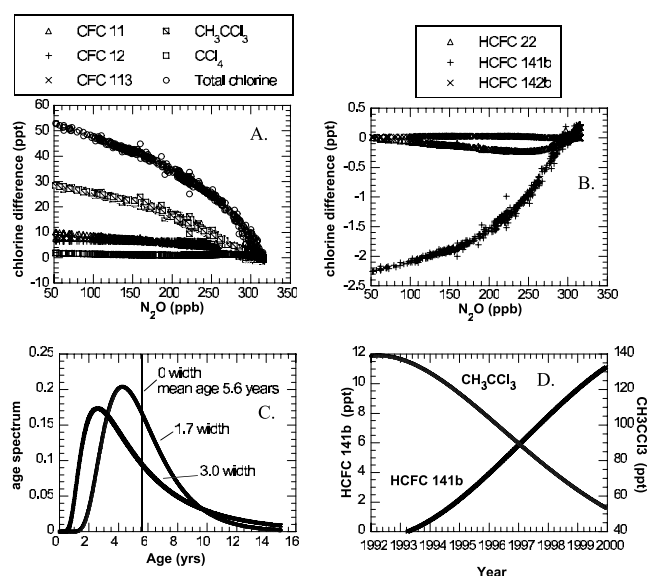 CFC 11
CH3CCl3
CFC 12
CCl4
CFC 113
Total chlorine
HCFC 22
HCFC 141b
HCFC 142b
60
50
40
30
20
10
0
-10
chlorine difference (ppt)
A.
50 100 150 200 250 300 350
N2O (ppb)
0.5
0
-0.5
-1
-1.5
-2
-2.5
chlorine difference (ppt)
B.
50 100 150 200 250 300 350
N2O (ppb)
0.25
0.2
0.15
0.1
0.05
0
age spectrum
0 width
mean age 5.6 years
C.
1.7 width
3.0 width
0 2 4 6 8 10 12 14 16
Age (yrs)
12
10
8
6
4
2
0
HCFC 141b (ppt)
CH3CCl3
D.
HCFC 141b
140
120
100
80
60
40
CH3CCl3 (ppt)
1992 1993 1994 1995 1996 1997 1998 1999 2000
Year